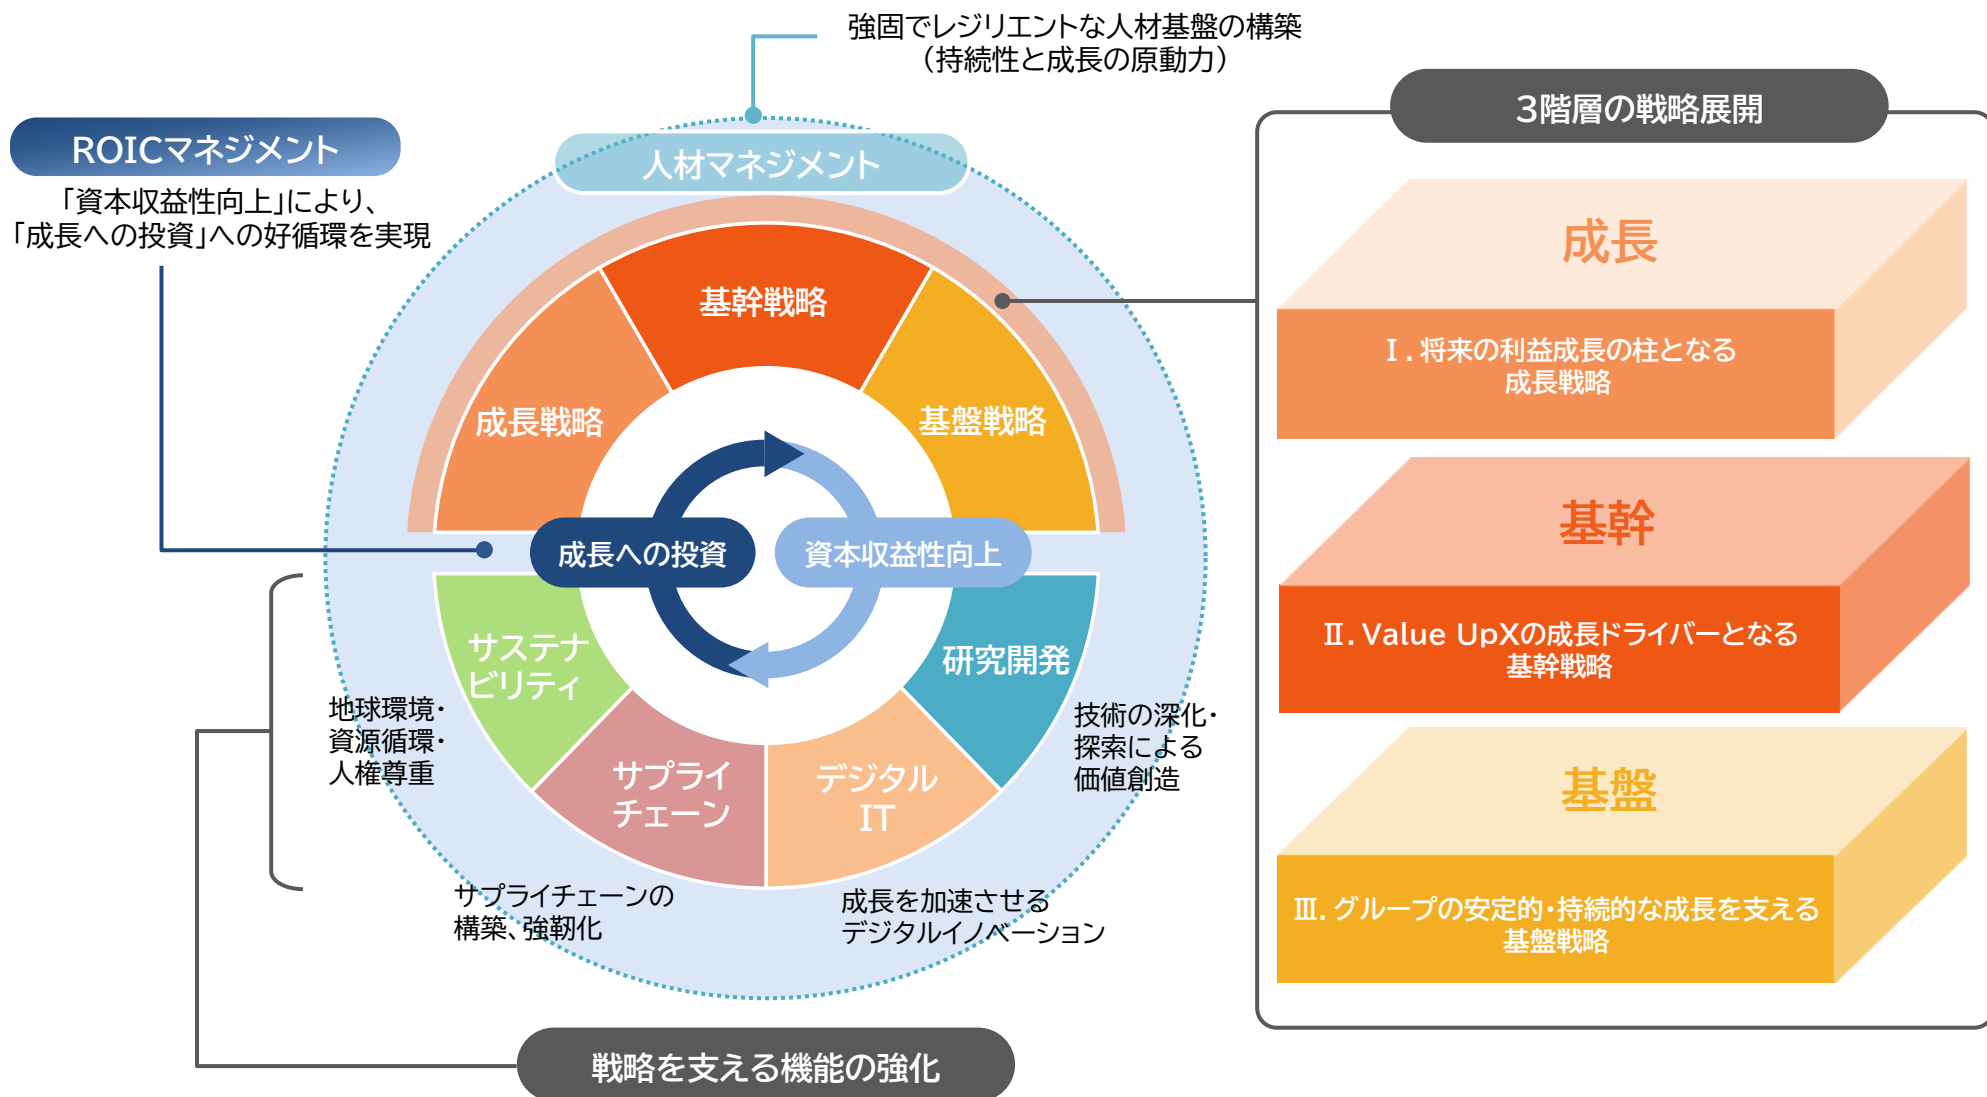 強固でレジリエントな人材基盤の構築
（持続性と成長の原動力）
ROICマネジメント
「資本収益性向上」により、
「成長への投資」への好循環を実現
人材マネジメント
基幹戦略
成長戦略
基盤戦略
成長への投資
資本収益性向上
サステナ
ビリティ
研究開発
サプライ
チェーン
デジタル
IT
地球環境・
資源循環・
人権尊重
技術の深化・
探索による
価値創造
サプライチェーンの
構築、強靭化
成長を加速させる
デジタルイノベーション
戦略を支える機能の強化
3階層の戦略展開
成長
Ⅰ．将来の利益成長の柱となる
成長戦略
基幹
Ⅱ．Value UpXの成長ドライバーとなる
基幹戦略
基盤
Ⅲ．グループの安定的・持続的な成長を支える
基盤戦略